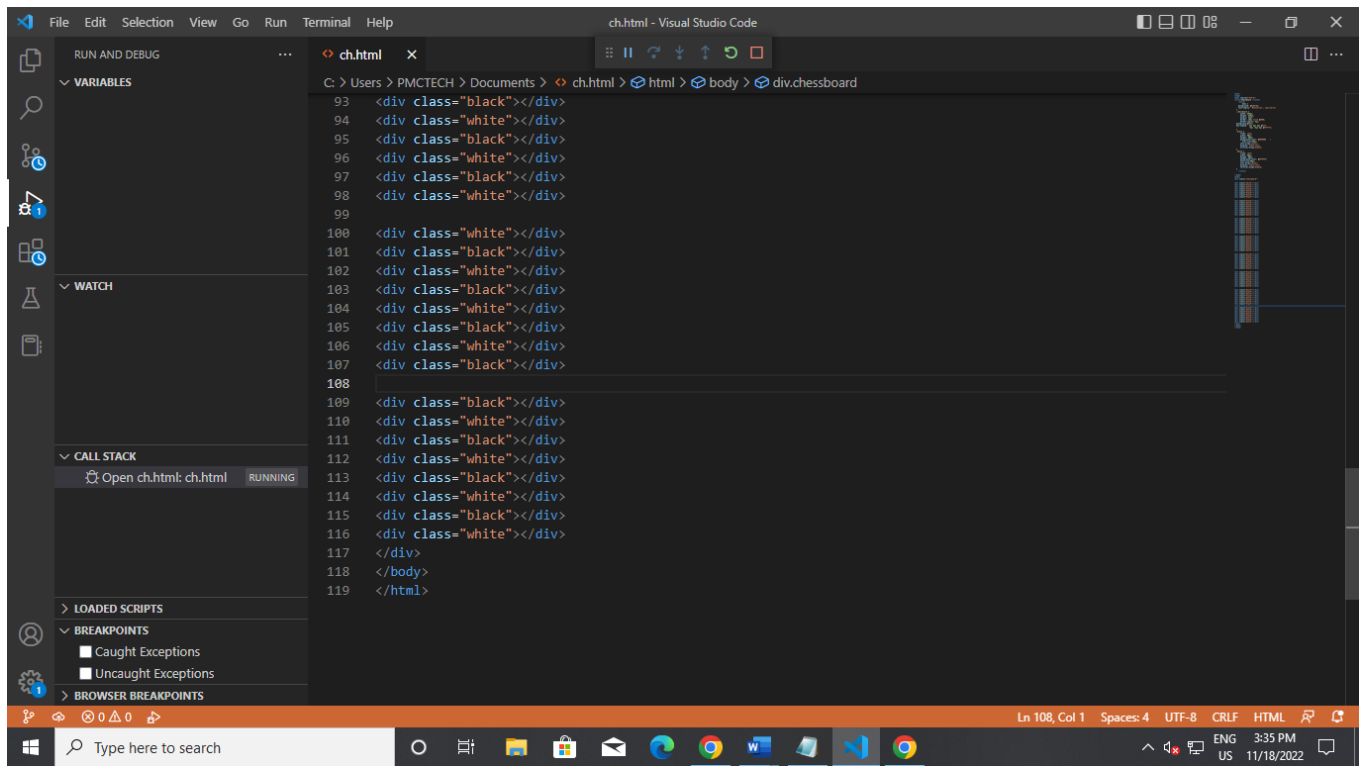 File Edit Selection View Go Run Terminal Help ch.html - Visual Studio Code
RUN AND DEBUG ···
ch.html
VARIABLES
C: > Users > PMCTECH > Documents > ch.html > html > body > div.chessboard
93 <div class="black"></div>
94 <div class="white"></div>
95 <div class="black"></div>
96 <div class="white"></div>
97 <div class="black"></div>
98 <div class="white"></div>
99
100 <div class="white"></div>
101 <div class="black"></div>
102 <div class="white"></div>
WATCH
103 <div class="black"></div>
104 <div class="white"></div>
105 <div class="black"></div>
106 <div class="white"></div>
107 <div class="black"></div>
108
109 <div class="black"></div>
110 <div class="white"></div>
111 <div class="black"></div>
CALL STACK
112 <div class="white"></div>
Open ch.html: ch.html RUNNING
113 <div class="black"></div>
114 <div class="white"></div>
115 <div class="black"></div>
116 <div class="white"></div>
117 </div>
118 </body>
119 </html>
LOADED SCRIPTS
BREAKPOINTS
Caught Exceptions
Uncaught Exceptions
BROWSER BREAKPOINTS
0 0 Ln 108, Col 1 Spaces: 4 UTF-8 CRLF HTML
Type here to search
ENG 3:35 PM
US 11/18/2022